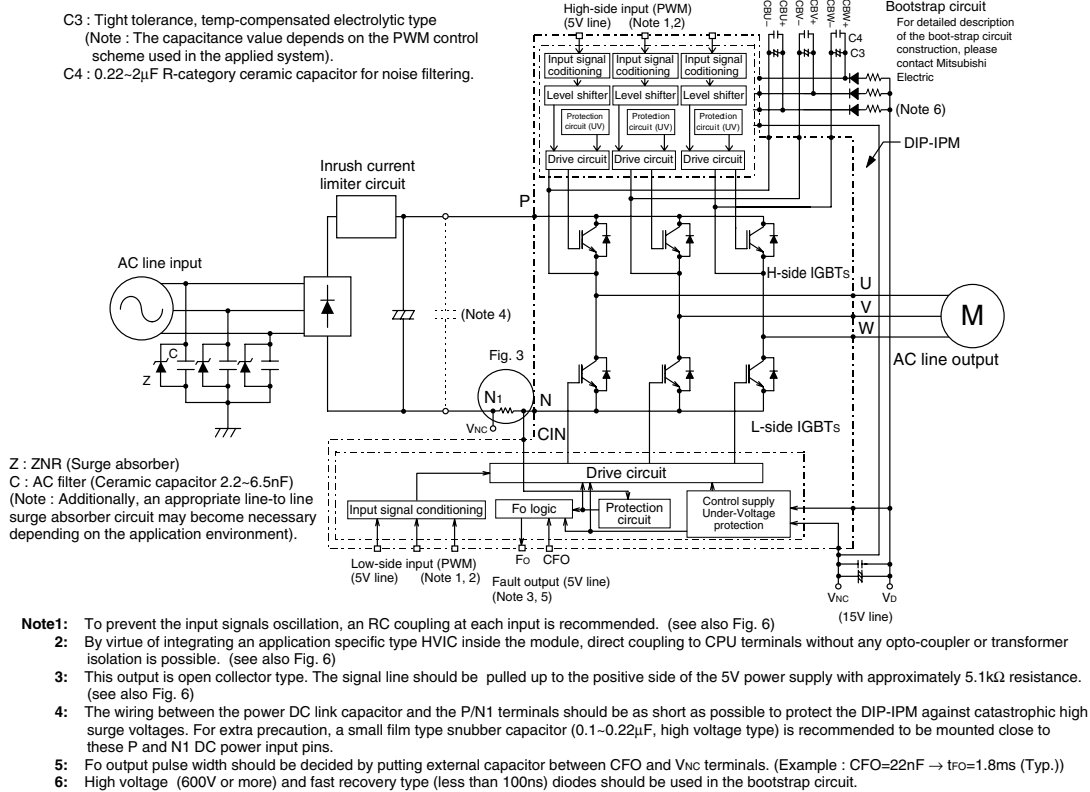 C3 : Tight tolerance, temp-compensated electrolytic type
(Note : The capacitance value depends on the PWM control
scheme used in the applied system).
C4 : 0.22~2μF R-category ceramic capacitor for noise filtering.
High-side input (PWM)
(5V line) (Note 1,2)
CBU–
CBU+
CBV–
CBV+
CBW–
CBW+
C4
C3
Bootstrap circuit
For detailed description
of the boot-strap circuit
construction, please
contact Mitsubishi
Electric
(Note 6)
DIP-IPM
Input signal coditioning
Input signal conditioning
Input signal coditioning
Level shifter
Level shifter
Level shifter
Protection circuit (UV)
Protection circuit (UV)
Protection circuit (UV)
Drive circuit
Drive circuit
Drive circuit
Inrush current
limiter circuit
P
AC line input
H-side IGBTS
U
V
W
M
AC line output
(Note 4)
C
Z
Fig. 3
N1
N
VNC
CIN
L-side IGBTS
Z : ZNR (Surge absorber)
C : AC filter (Ceramic capacitor 2.2~6.5nF)
(Note : Additionally, an appropriate line-to line
surge absorber circuit may become necessary
depending on the application environment).
Drive circuit
Input signal conditioning
Fo logic
Protection
circuit
Control supply
Under-Voltage
protection
Low-side input (PWM)
(5V line) (Note 1, 2)
FO
CFO
Fault output (5V line)
(Note 3, 5)
VNC
VD
(15V line)
Note1: To prevent the input signals oscillation, an RC coupling at each input is recommended. (see also Fig. 6)
2: By virtue of integrating an application specific type HVIC inside the module, direct coupling to CPU terminals without any opto-coupler or transformer
isolation is possible. (see also Fig. 6)
3: This output is open collector type. The signal line should be pulled up to the positive side of the 5V power supply with approximately 5.1kΩ resistance.
(see also Fig. 6)
4: The wiring between the power DC link capacitor and the P/N1 terminals should be as short as possible to protect the DIP-IPM against catastrophic high
surge voltages. For extra precaution, a small film type snubber capacitor (0.1~0.22μF, high voltage type) is recommended to be mounted close to
these P and N1 DC power input pins.
5: Fo output pulse width should be decided by putting external capacitor between CFO and VNC terminals. (Example : CFO=22nF → tFO=1.8ms (Typ.))
6: High voltage (600V or more) and fast recovery type (less than 100ns) diodes should be used in the bootstrap circuit.